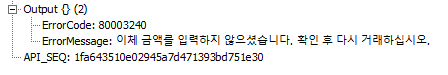 Output {} (2)
ErrorCode: 80003240
ErrorMessage: 이체 금액을 입력하지 않으셨습니다. 확인 후 다시 거래하십시오.
API_SEQ: 1fa643510e02945a7d471393bd751e30